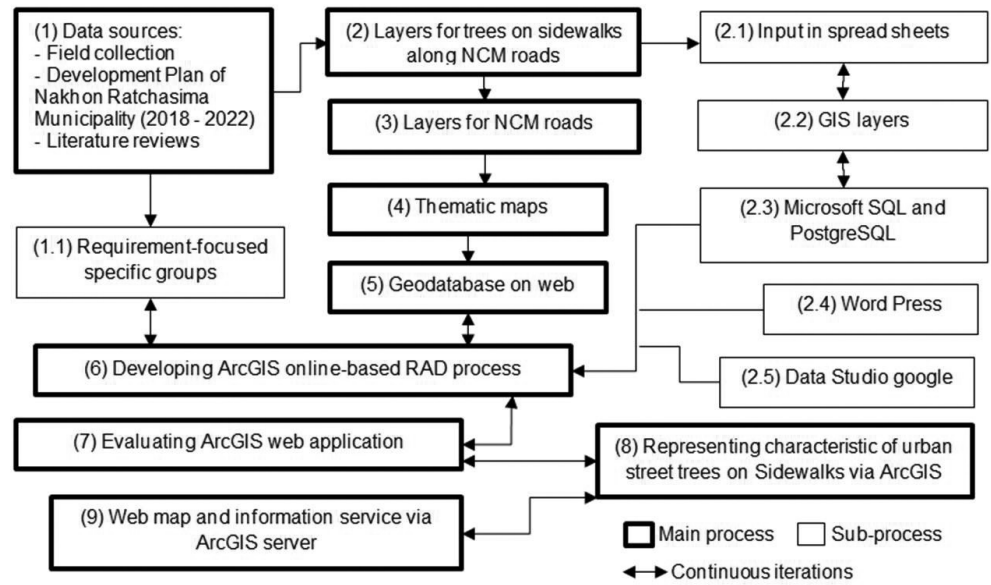 (1) Data sources:
- Field collection
- Development Plan of
Nakhon Ratchasima
Municipality (2018 - 2022)
- Literature reviews
(2) Layers for trees on sidewalks
along NCM roads
(2.1) Input in spread sheets
(3) Layers for NCM roads
(2.2) GIS layers
(4) Thematic maps
(2.3) Microsoft SQL and
PostgreSQL
(1.1) Requirement-focused
specific groups
(5) Geodatabase on web
(2.4) Word Press
(6) Developing ArcGIS online-based RAD process
(2.5) Data Studio google
(7) Evaluating ArcGIS web application
(8) Representing characteristic of urban
street trees on Sidewalks via ArcGIS
(9) Web map and information service via
ArcGIS server
Main process
Sub-process
Continuous iterations